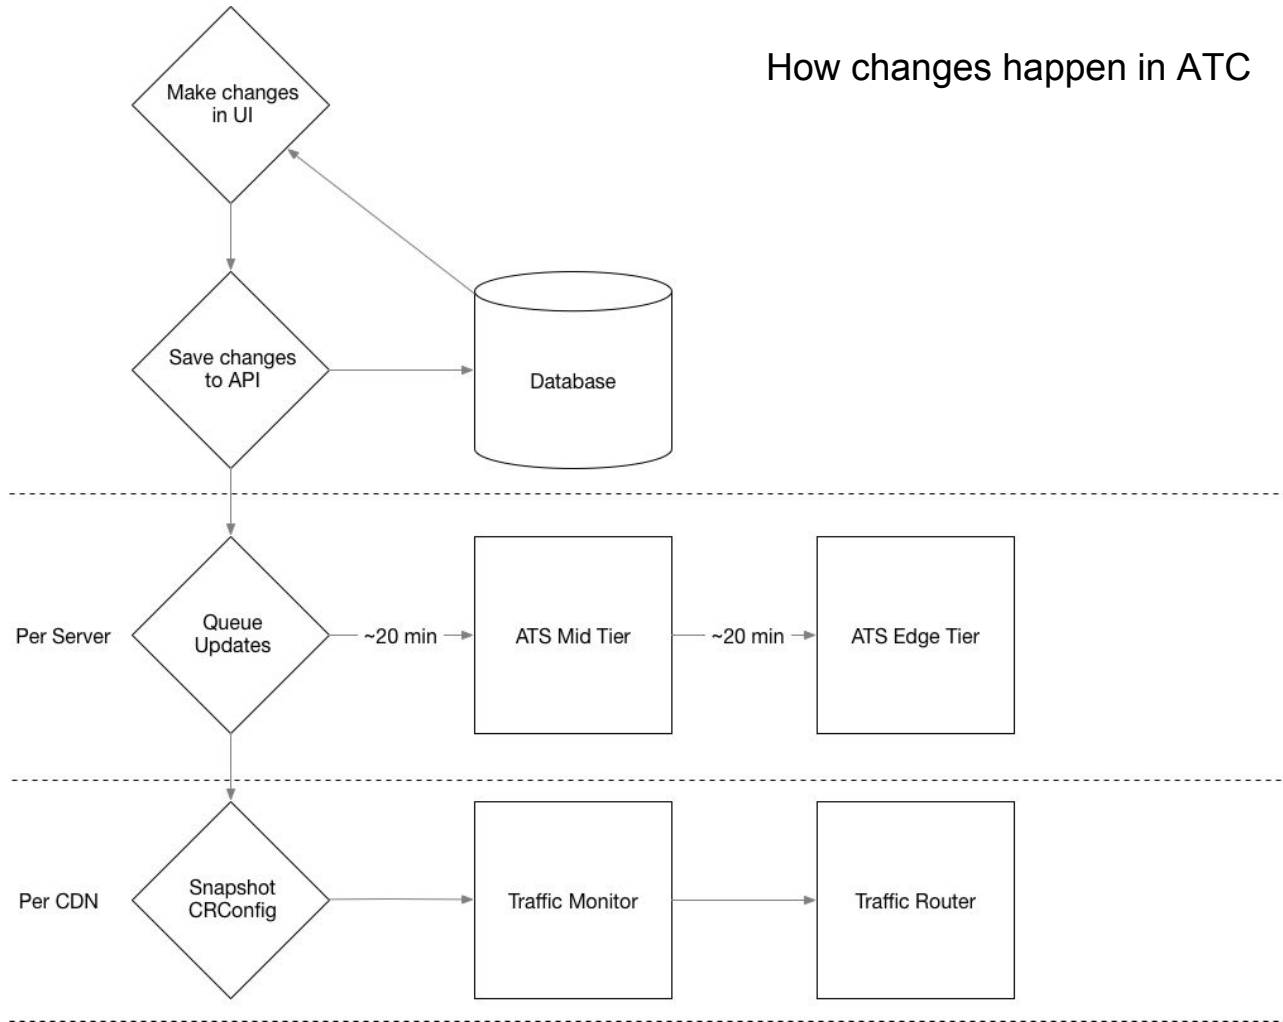 How changes happen in ATC
Make changes
in UI
Save changes
to API
Database
Per Server
Queue
Updates
~20 min
ATS Mid Tier
~20 min
ATS Edge Tier
Per CDN
Snapshot
CRConfig
Traffic Monitor
Traffic Router